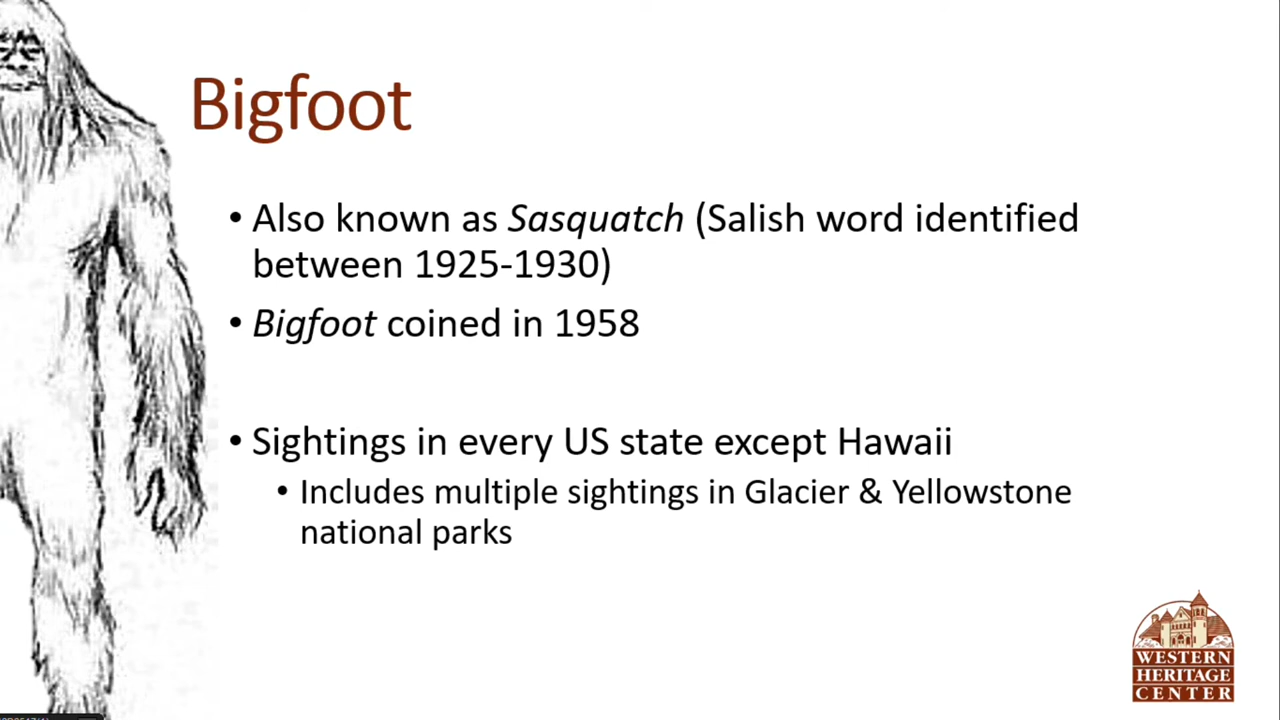 Bigfoot
• Also known as Sasquatch (Salish word identified
between 1925-1930)
• Bigfoot coined in 1958
• Sightings in every US state except Hawaii
• Includes multiple sightings in Glacier & Yellowstone
national parks
WESTERN
HERITAGE
CENTER